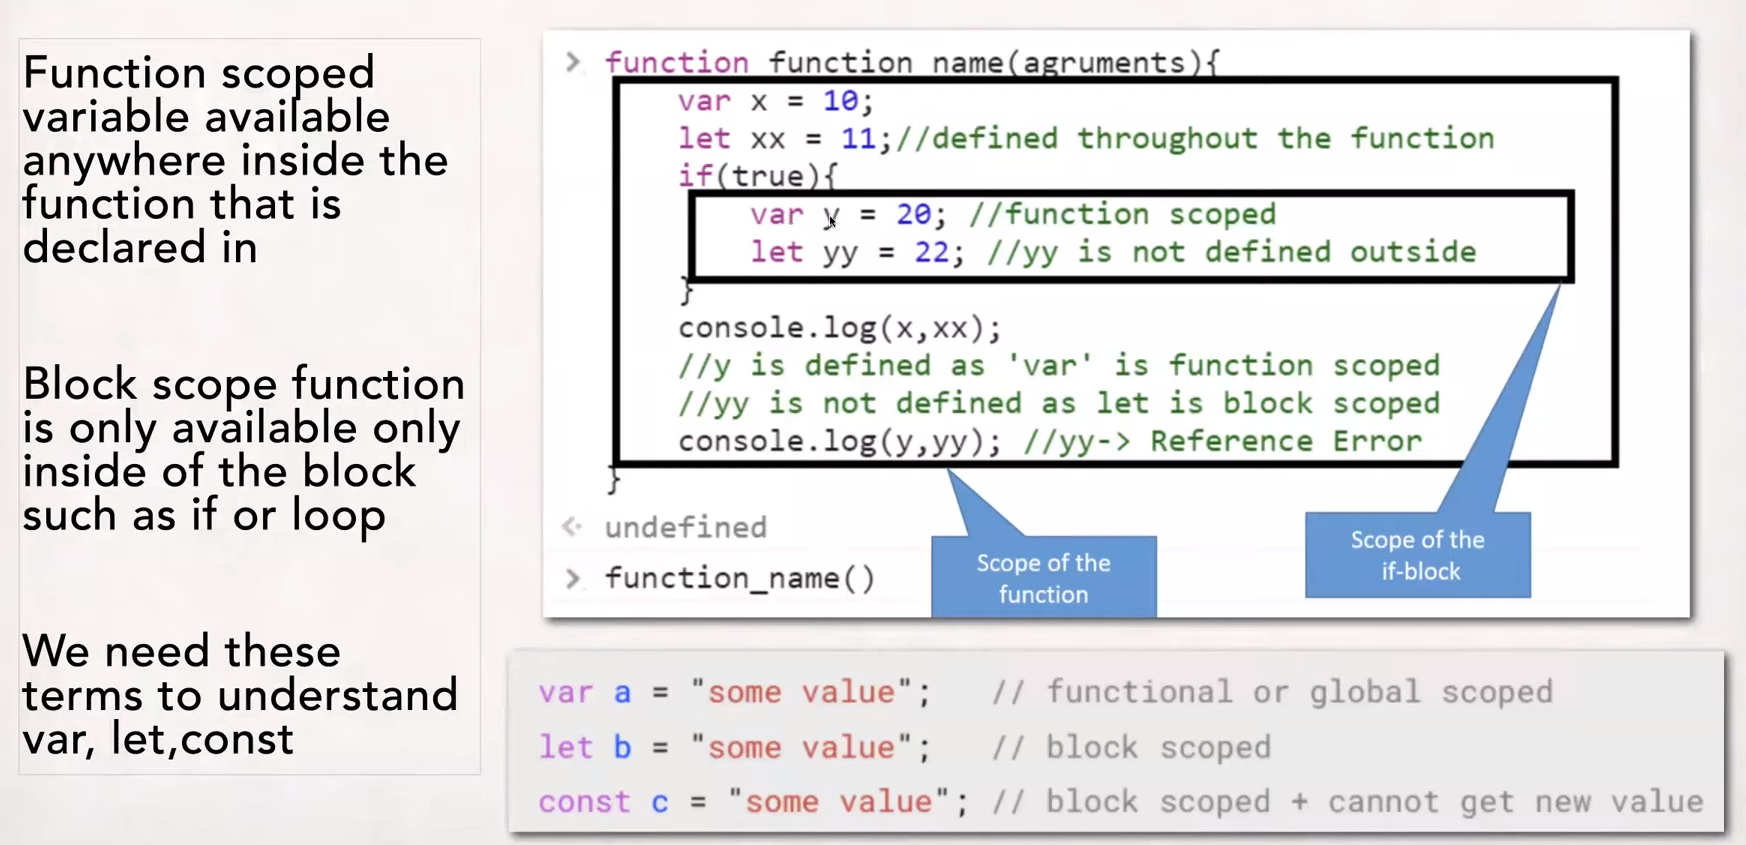 Function scoped
variable available
anywhere inside the
function that is
declared in
Block scope function
is only available only
inside of the block
such as if or loop
We need these
terms to understand
var, let,const
> function function name(agruments){
var x = 10;
let xx = 11;//defined throughout the function
if(true){
var y = 20; //function scoped
let yy = 22; //yy is not defined outside
}
console.log(x,xx);
//y is defined as 'var' is function scoped
//yy is not defined as let is block scoped
console.log(y,yy); //yy-> Reference Error
}
undefined
> function_name()
Scope of the
function
Scope of the
if-block
var a = "some value"; // functional or global scoped
let b = "some value"; // block scoped
const c = "some value"; // block scoped + cannot get new value